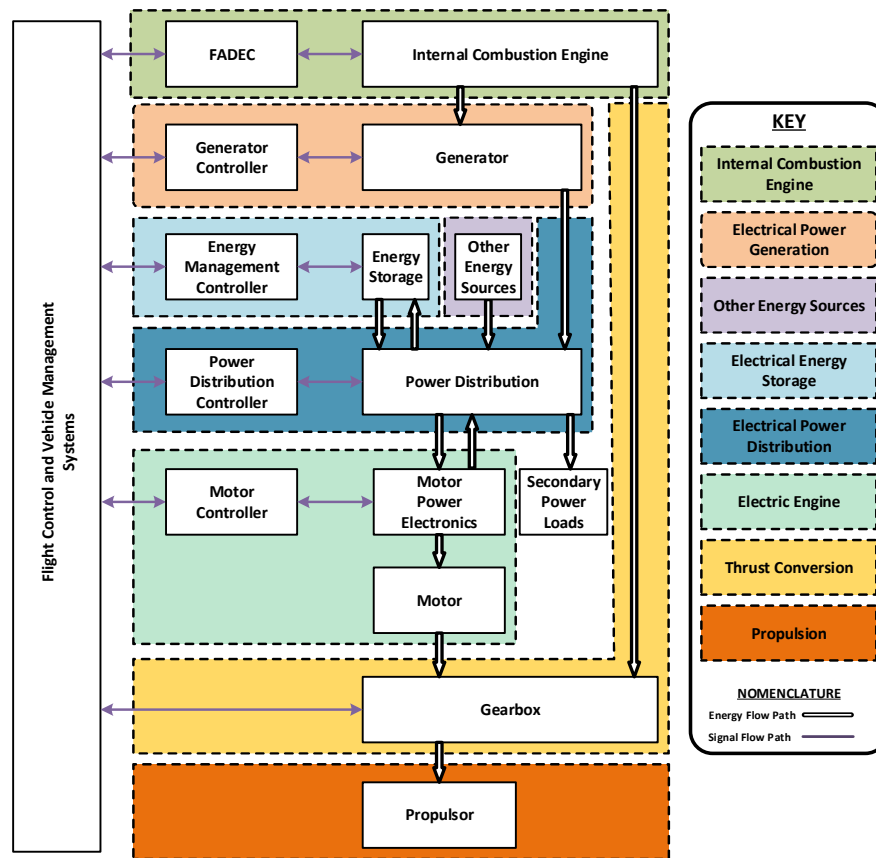 Flight Control and Vehicle Management
Systems
FADEC
Internal Combustion Engine
Generator
Controller
Generator
Energy
Management
Controller
Energy
Storage
Other
Energy
Sources
Power
Distribution
Controller
Power Distribution
Motor
Controller
Motor
Power
Electronics
Secondary
Power
Loads
Motor
Gearbox
Propulsor
KEY
Internal Combustion
Engine
Electrical Power
Generation
Other Energy Sources
Electrical Energy
Storage
Electrical Power
Distribution
Electric Engine
Thrust Conversion
Propulsion
NOMENCLATURE
Energy Flow Path
Signal Flow Path